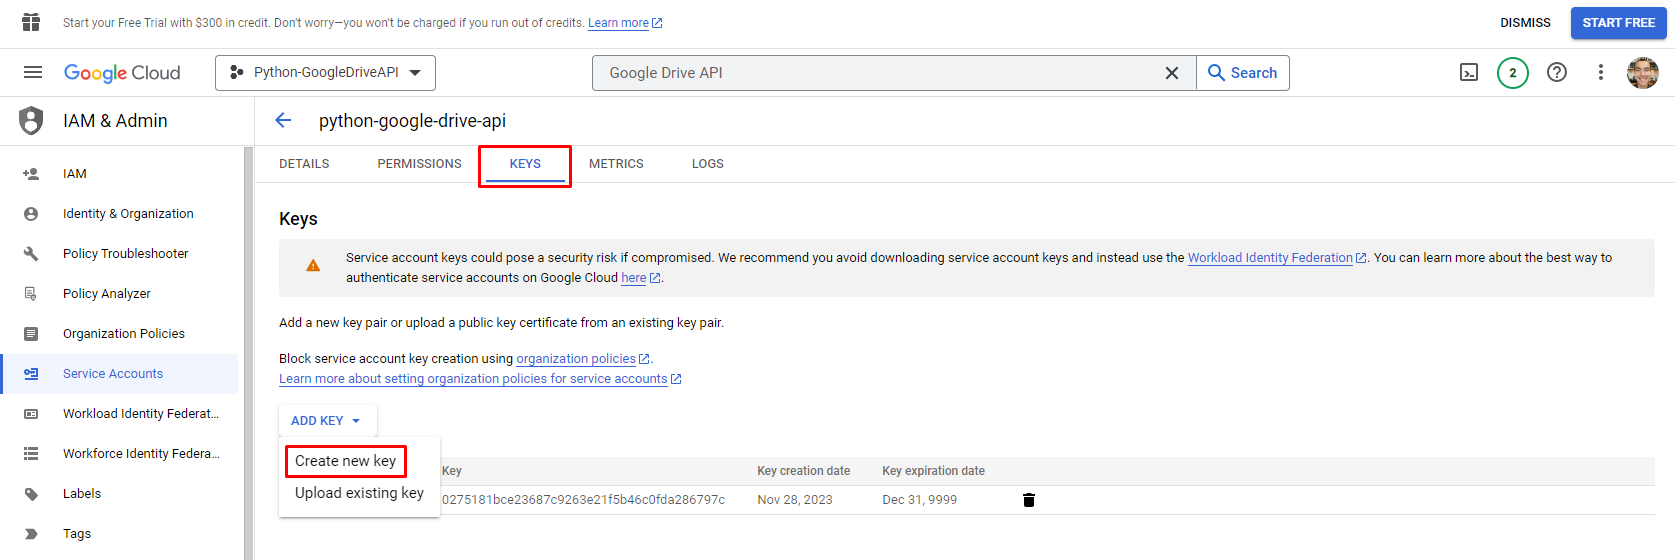 Start your Free Trial with $300 in credit. Don't worry—you won't be charged if you run out of credits. Learn more
DISMISS
START FREE
Google Cloud
Python-GoogleDriveAPI
Google Drive API
Search
2
IAM & Admin
python-google-drive-api
DETAILS
PERMISSIONS
KEYS
METRICS
LOGS
IAM
Identity & Organization
Policy Troubleshooter
Policy Analyzer
Organization Policies
Service Accounts
Workload Identity Federat...
Workforce Identity Federa...
Labels
Tags
Keys
Service account keys could pose a security risk if compromised. We recommend you avoid downloading service account keys and instead use the Workload Identity Federation. You can learn more about the best way to
authenticate service accounts on Google Cloud here.
Add a new key pair or upload a public key certificate from an existing key pair.
Block service account key creation using organization policies.
Learn more about setting organization policies for service accounts
ADD KEY
Create new key
Upload existing key
Key
Key creation date
Key expiration date
0275181bce23687c9263e21f5b46c0fda286797c
Nov 28, 2023
Dec 31, 9999